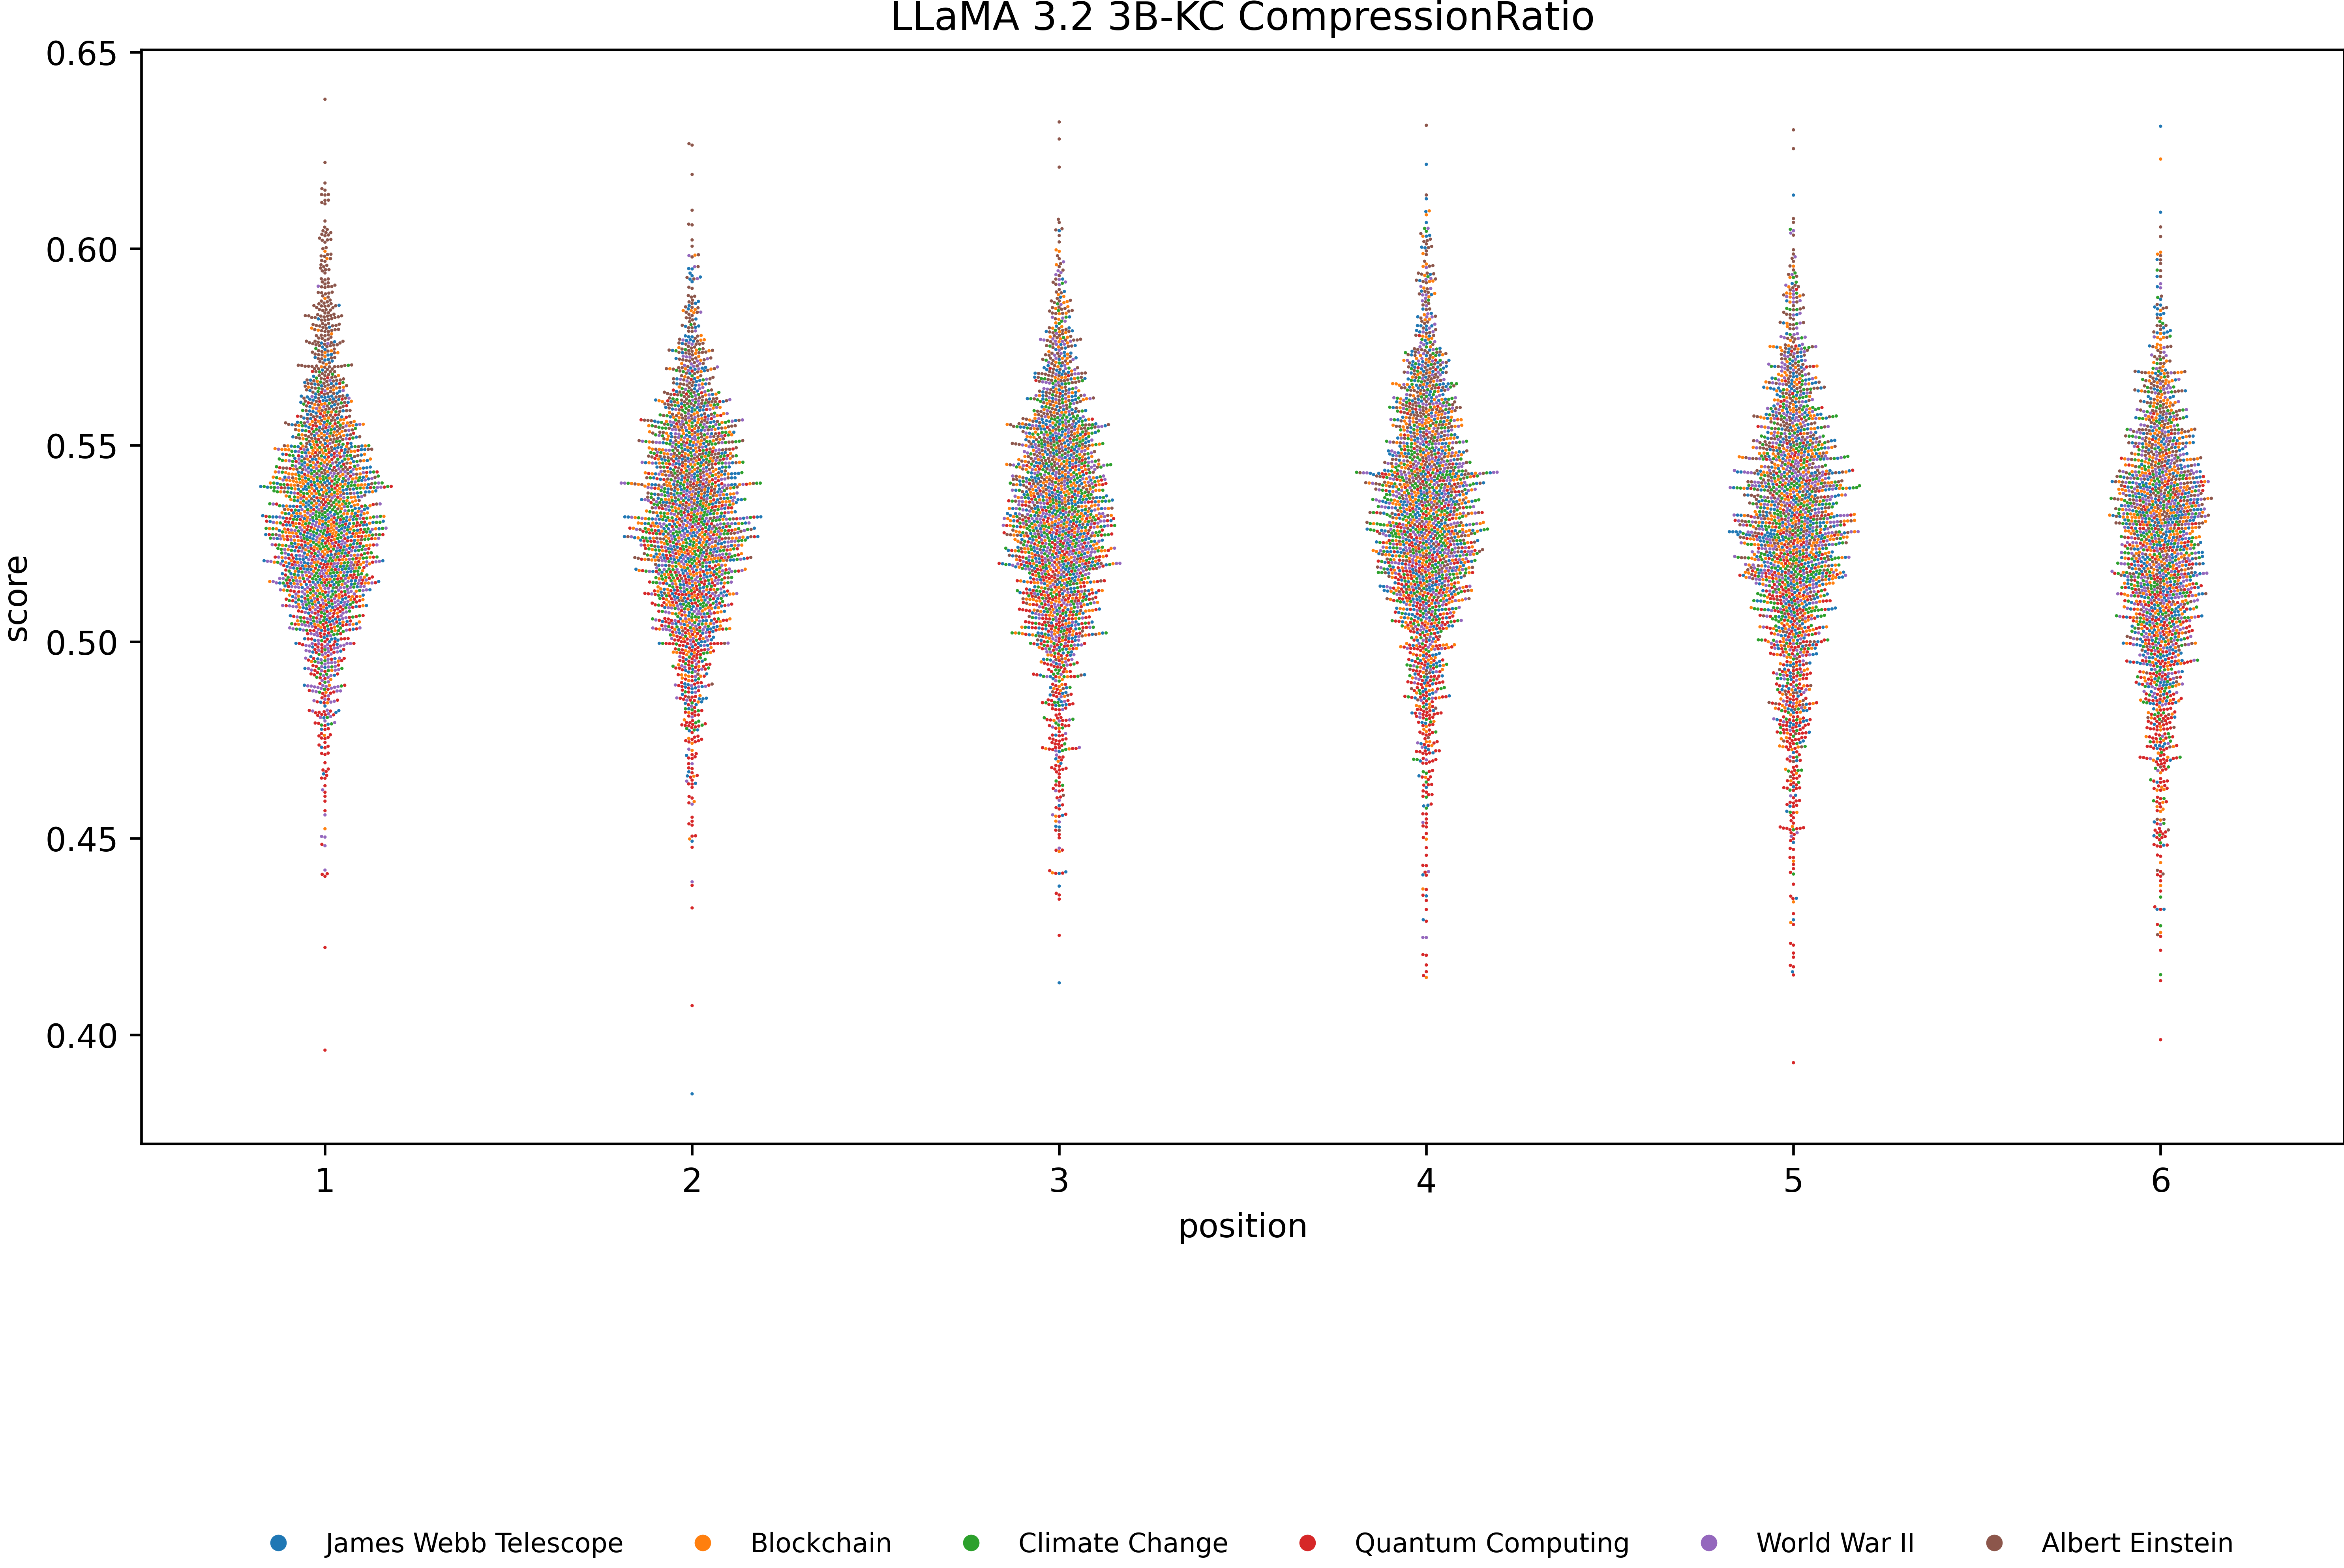 LLaMA 3.2 3B-KC CompressionRatio
0.65
0.60
0.55
0.50
0.45
0.40
score
1 2 3 4 5 6
position
James Webb Telescope Blockchain Climate Change Quantum Computing World War II Albert Einstein